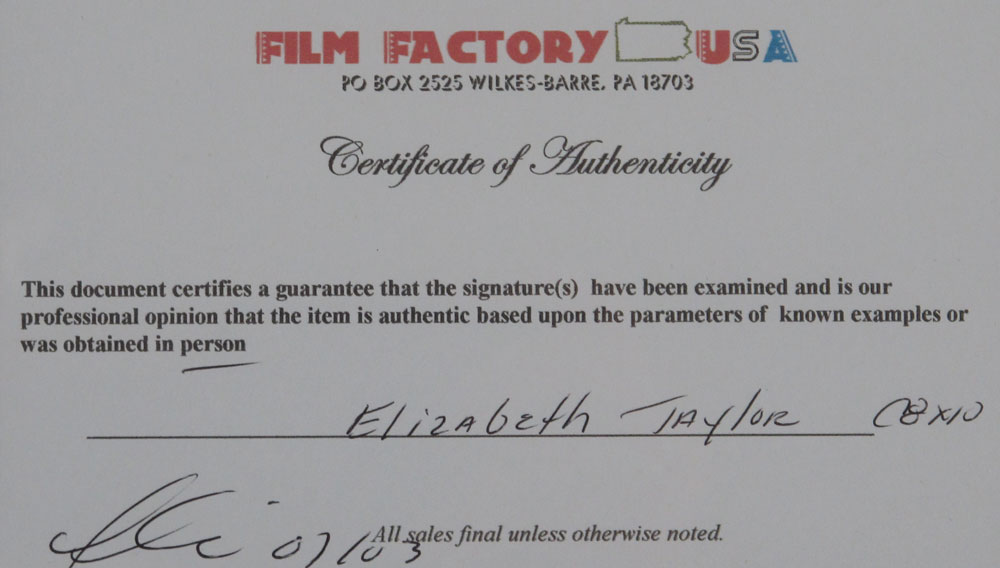 FILM FACTORY USA
PO BOX 2525 WILKES-BARRE, PA 18703
Certificate of Authenticity
This document certifies a guarantee that the signature(s) have been examined and is our
professional opinion that the item is authentic based upon the parameters of known examples or
was obtained in person
Elizabeth Taylor C8x10
All sales final unless otherwise noted.
07/03